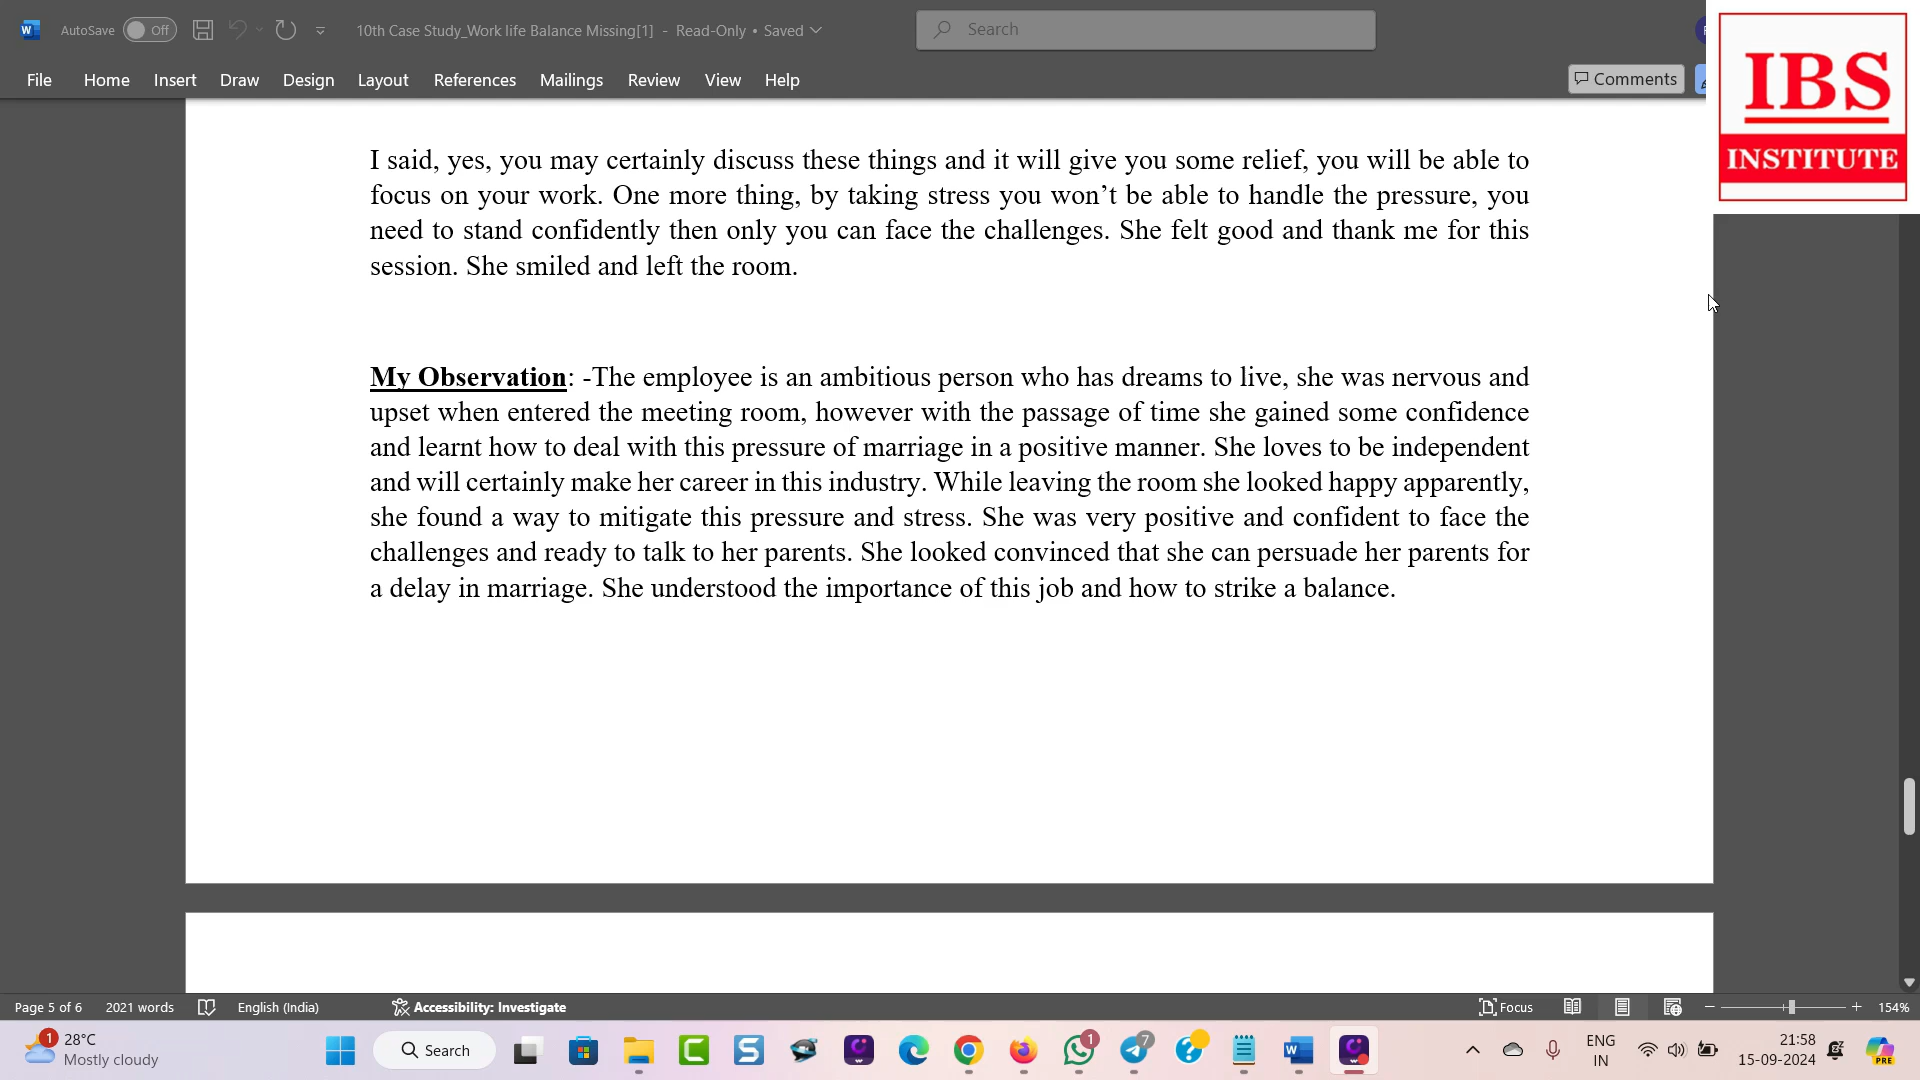 AutoSave Off 10th Case Study_Work life Balance Missing[1] - Read-Only • Saved Search
File Home Insert Draw Design Layout References Mailings Review View Help Comments
IBS
INSTITUTE
I said, yes, you may certainly discuss these things and it will give you some relief, you will be able to
focus on your work. One more thing, by taking stress you won’t be able to handle the pressure, you
need to stand confidently then only you can face the challenges. She felt good and thank me for this
session. She smiled and left the room.
My Observation: -The employee is an ambitious person who has dreams to live, she was nervous and
upset when entered the meeting room, however with the passage of time she gained some confidence
and learnt how to deal with this pressure of marriage in a positive manner. She loves to be independent
and will certainly make her career in this industry. While leaving the room she looked happy apparently,
she found a way to mitigate this pressure and stress. She was very positive and confident to face the
challenges and ready to talk to her parents. She looked convinced that she can persuade her parents for
a delay in marriage. She understood the importance of this job and how to strike a balance.
Page 5 of 6 2021 words English (India) Accessibility: Investigate Focus 154%
1 28°C
Mostly cloudy
Search
1
7
ENG
IN
21:58
15-09-2024
PRE